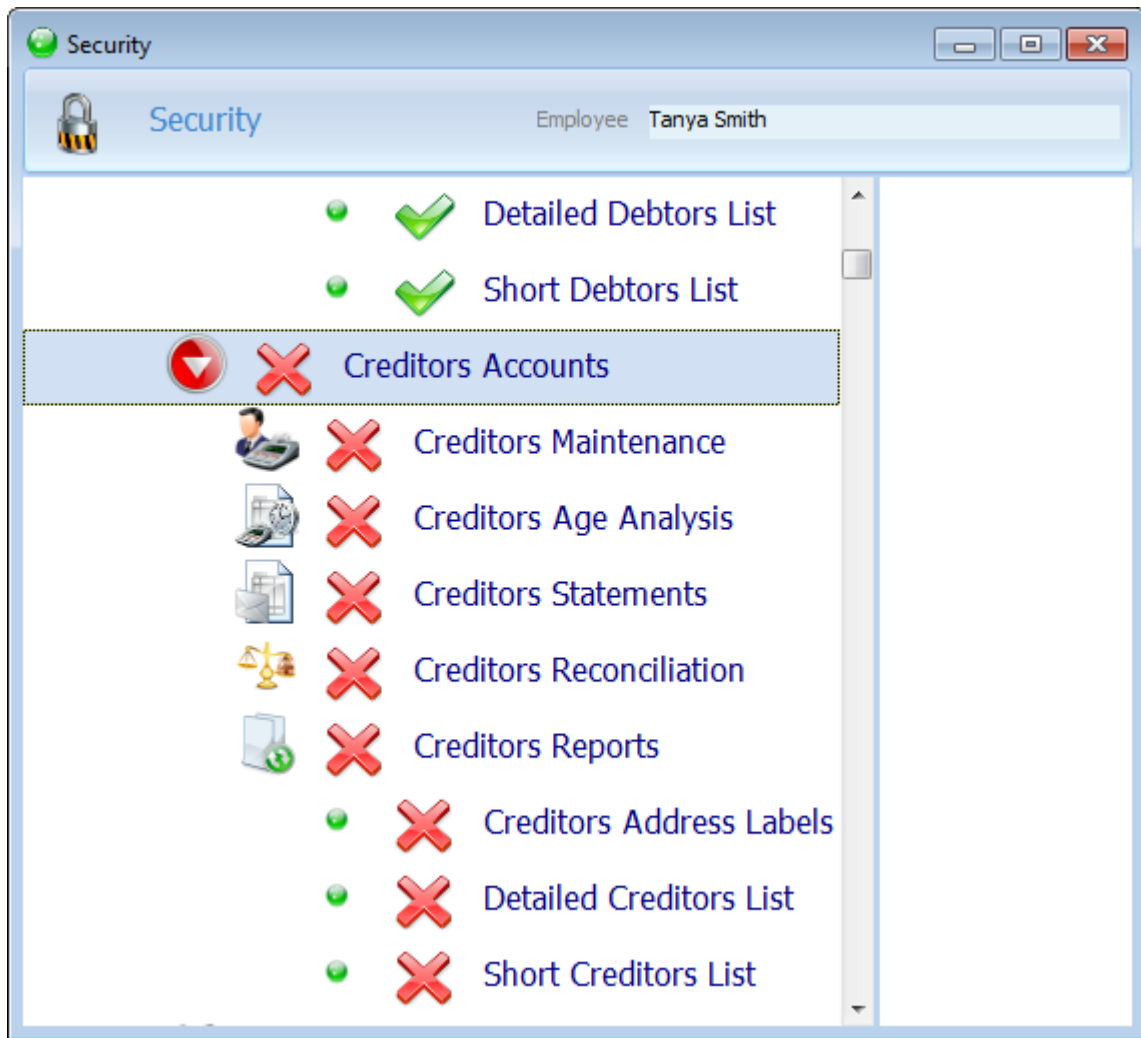 Security
Security Employee Tanya Smith
Detailed Debtors List
Short Debtors List
Creditors Accounts
Creditors Maintenance
Creditors Age Analysis
Creditors Statements
Creditors Reconciliation
Creditors Reports
Creditors Address Labels
Detailed Creditors List
Short Creditors List